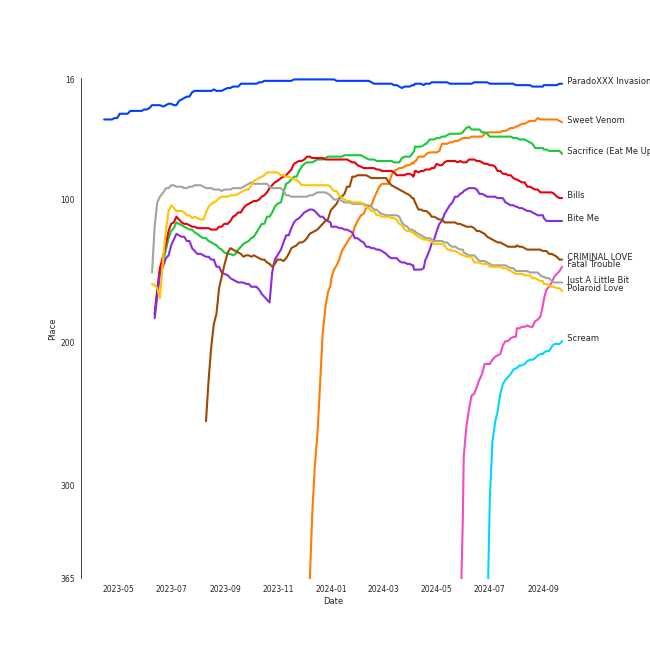 16
100
200
300
365
Place
2023-05
2023-07
2023-09
2023-11
2024-01
2024-03
2024-05
2024-07
2024-09
Date
ParadoXXX Invasion
Sweet Venom
Sacrifice (Eat Me Up
Bills
Bite Me
CRIMINAL LOVE
Fatal Trouble
Just A Little Bit
Polaroid Love
Scream